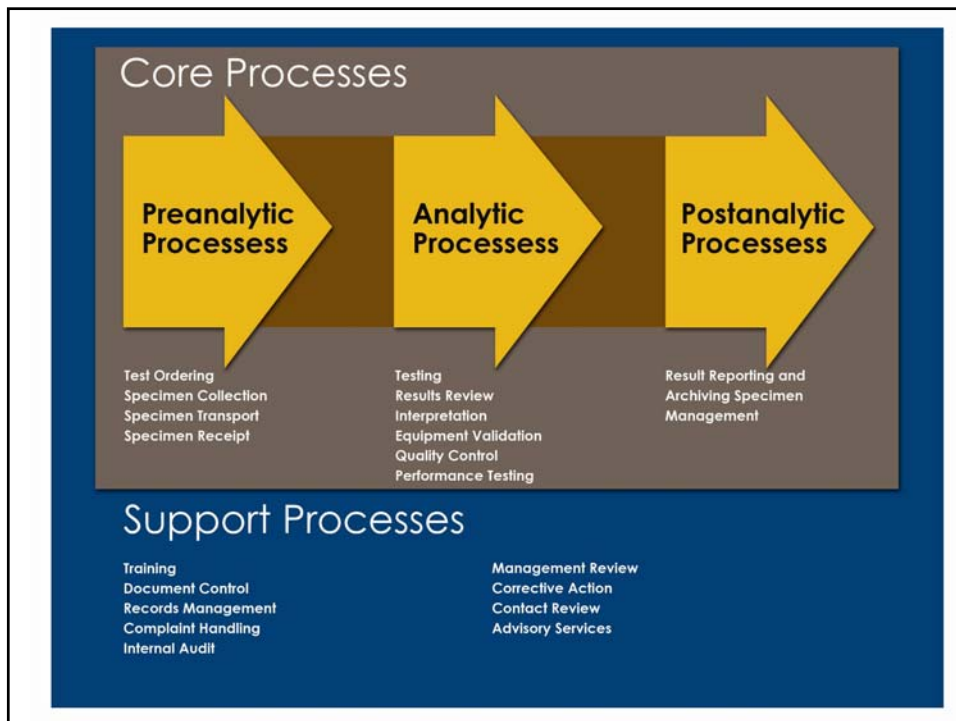 Core Processes
Preanalytic
Processess
Analytic
Processess
Postanalytic
Processess
Test Ordering
Specimen Collection
Specimen Transport
Specimen Receipt
Testing
Results Review
Interpretation
Equipment Validation
Quality Control
Performance Testing
Result Reporting and
Archiving Specimen
Management
Support Processes
Training
Document Control
Records Management
Complaint Handling
Internal Audit
Management Review
Corrective Action
Contact Review
Advisory Services